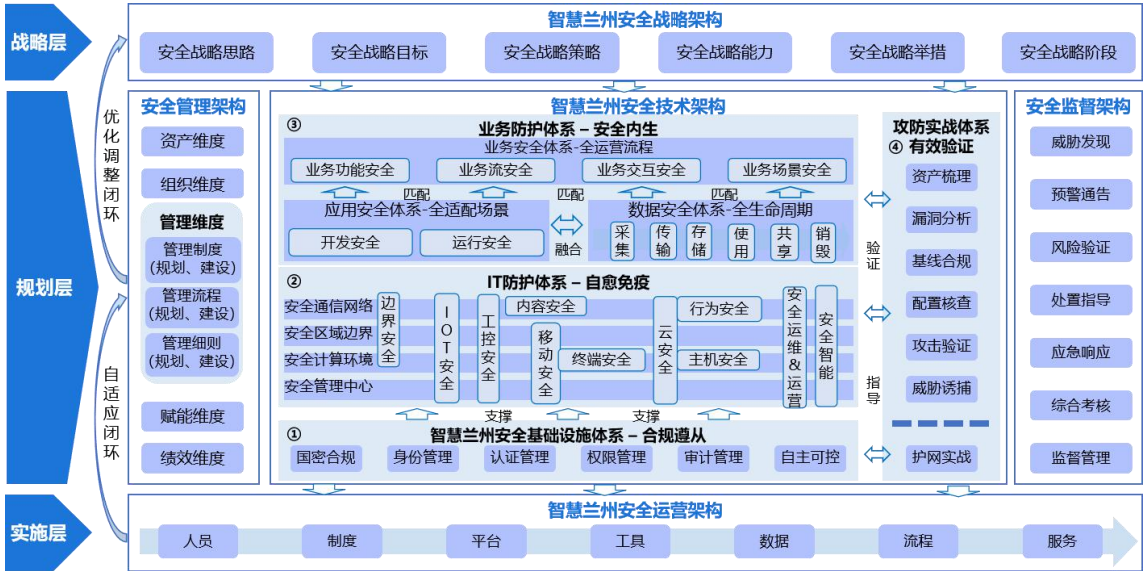 战略层
智慧兰州安全战略架构
安全战略思路
安全战略目标
安全战略策略
安全战略能力
安全战略举措
安全战略阶段
优化调整闭环
自适应闭环
规划层
安全管理架构
资产维度
组织维度
管理维度
管理制度
(规划、建设)
管理流程
(规划、建设)
管理细则
(规划、建设)
赋能维度
绩效维度
智慧兰州安全技术架构
③
业务防护体系 – 安全内生
业务安全体系-全运营流程
业务功能安全
业务流安全
业务交互安全
业务场景安全
匹配
匹配
匹配
应用安全体系-全适配场景
开发安全
运行安全
融合
数据安全体系-全生命周期
采集
传输
存储
使用
共享
销毁
②
IT防护体系 – 自愈免疫
安全通信网络
安全区域边界
安全计算环境
安全管理中心
边界安全
IOT安全
工控安全
内容安全
移动安全
终端安全
云安全
行为安全
主机安全
安全运维&运营
安全智能
支撑
支撑
①
智慧兰州安全基础设施体系 – 合规遵从
国密合规
身份管理
认证管理
权限管理
审计管理
自主可控
验证
指导
攻防实战体系
④ 有效验证
资产梳理
漏洞分析
基线合规
配置核查
攻击验证
威胁诱捕
护网实战
安全监督架构
威胁发现
预警通告
风险验证
处置指导
应急响应
综合考核
监督管理
实施层
智慧兰州安全运营架构
人员
制度
平台
工具
数据
流程
服务